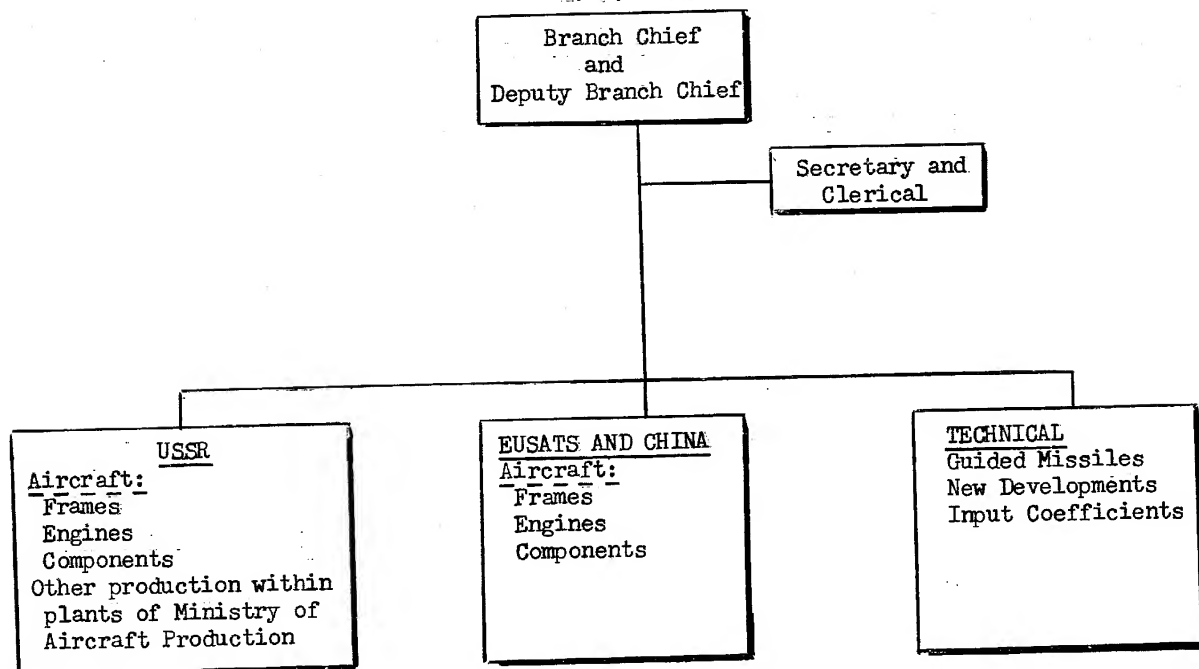 Branch Chief
and
Deputy Branch Chief
Secretary and
Clerical
USSR
Aircraft:
Frames
Engines
Components
Other production within
plants of Ministry of
Aircraft Production
EUSATS AND CHINA
Aircraft:
Frames
Engines
Components
TECHNICAL
Guided Missiles
New Developments
Input Coefficients